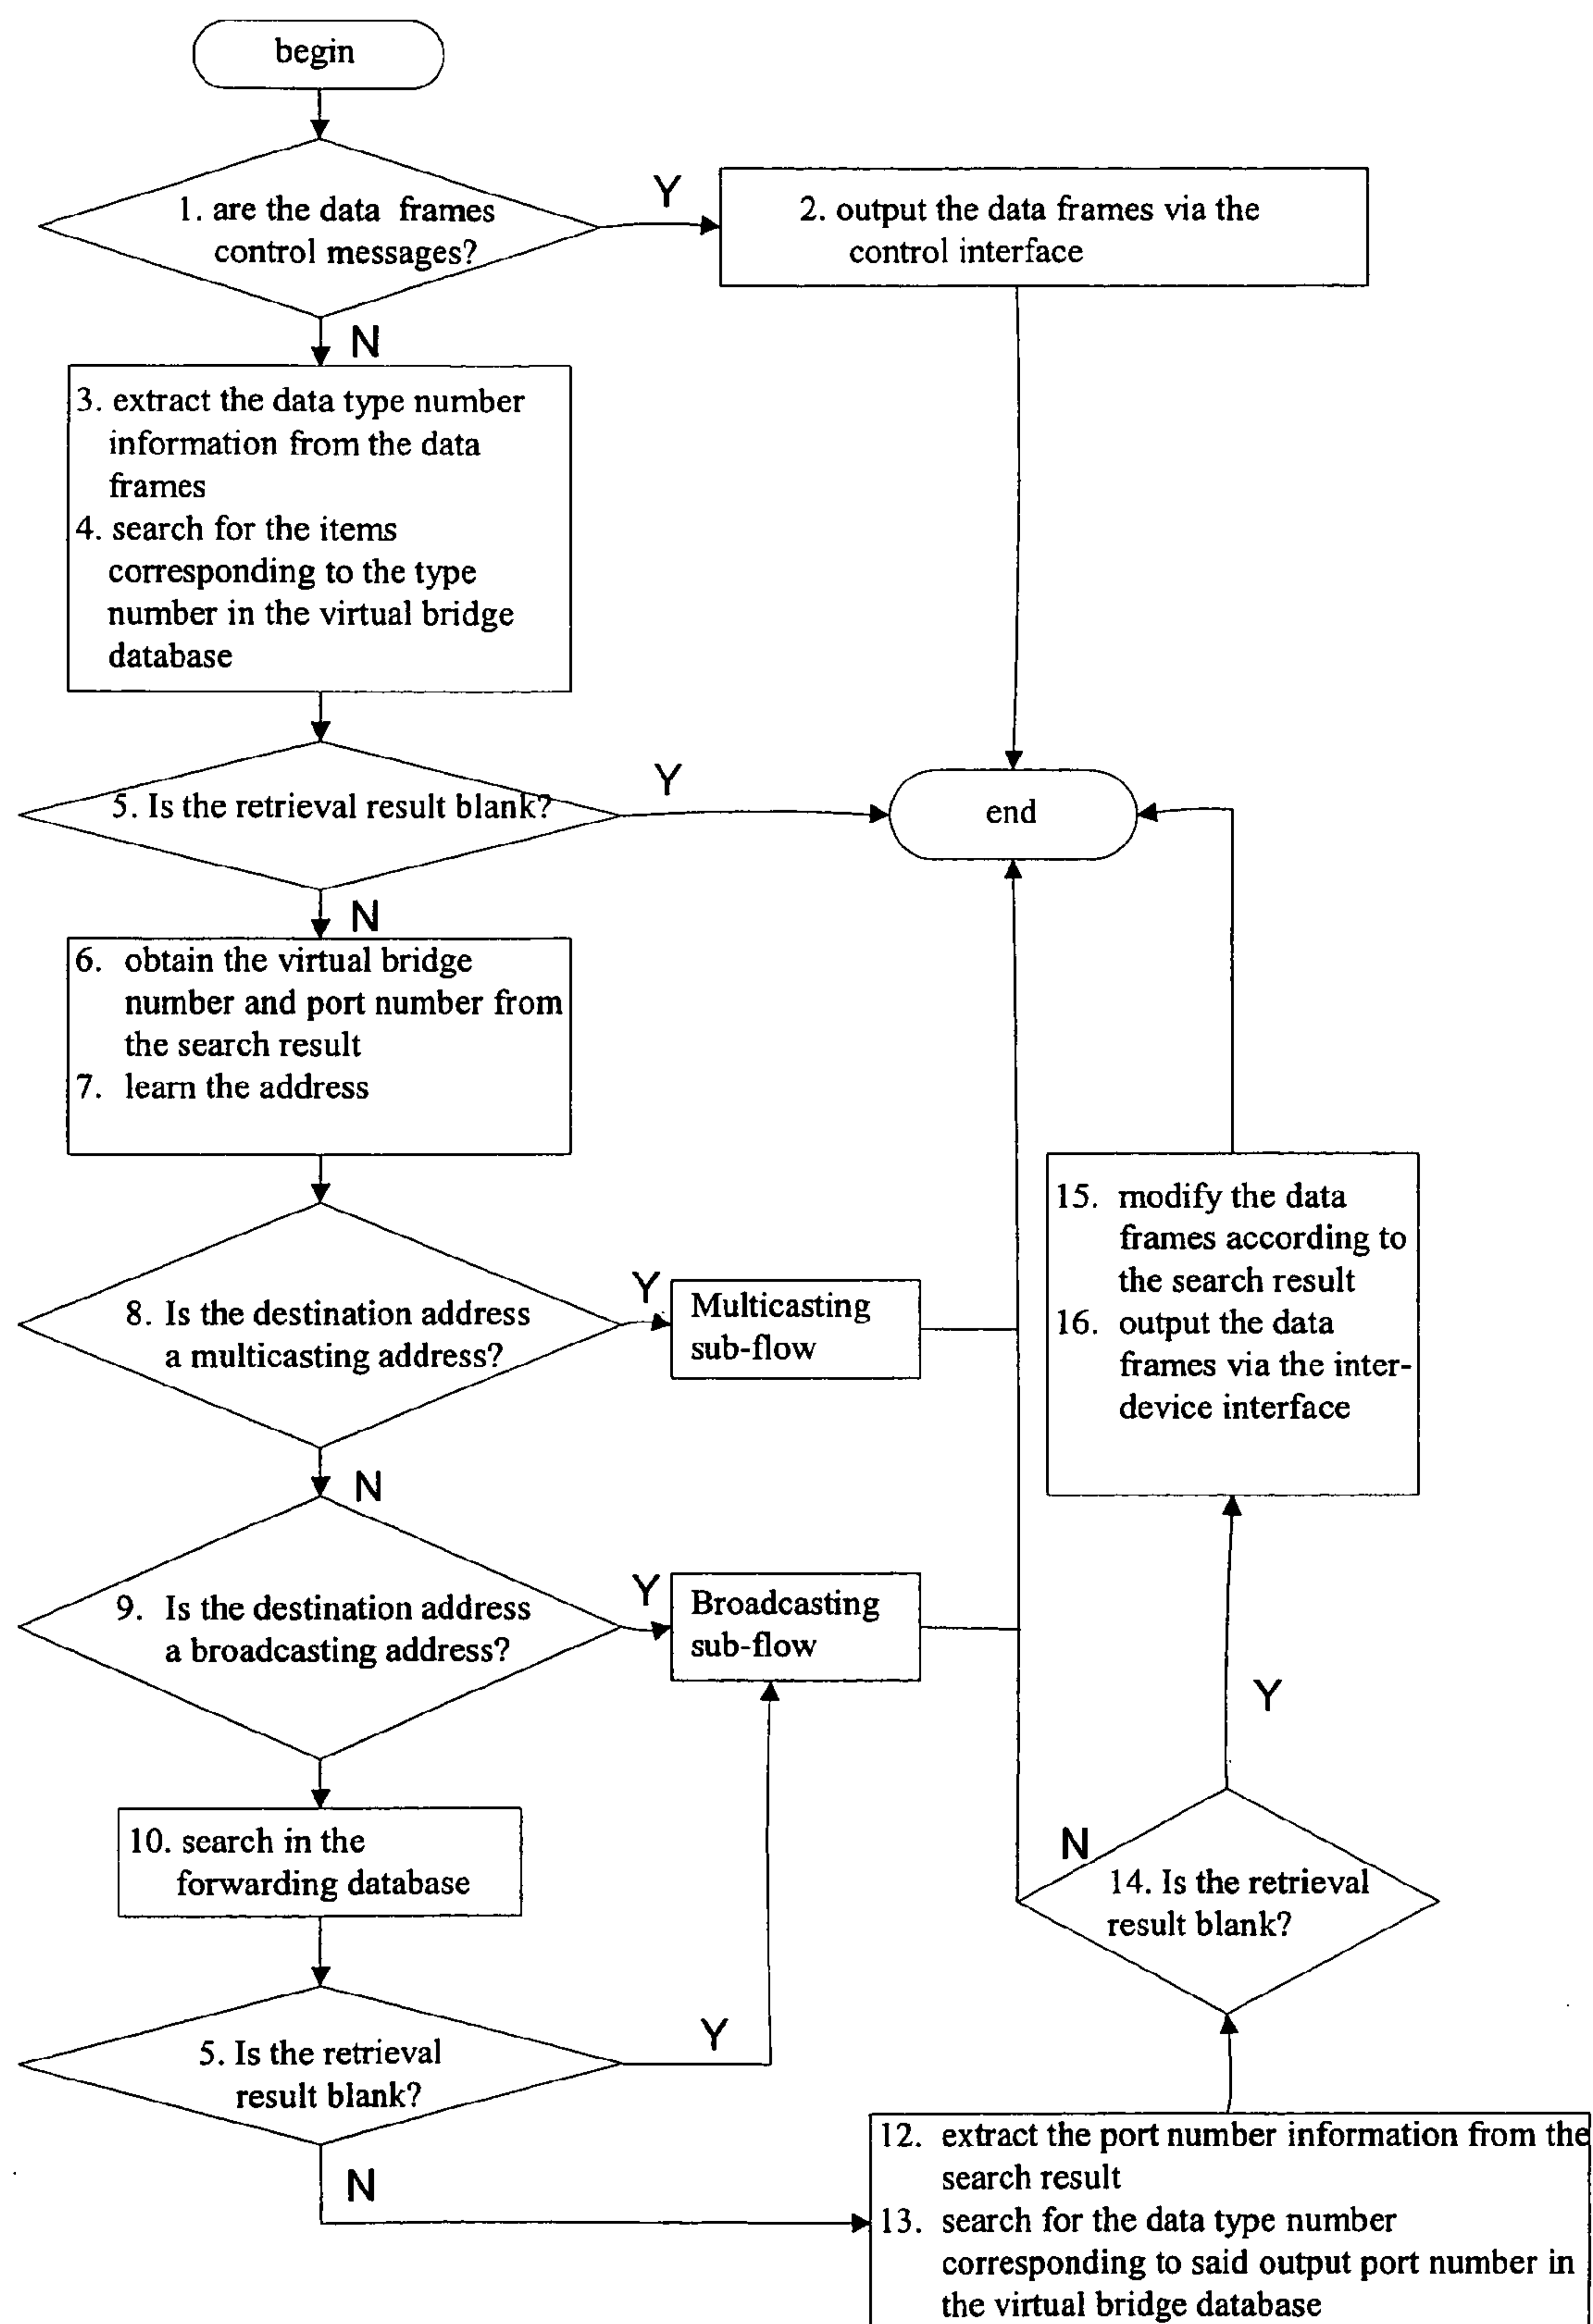 begin
1. are the data frames
control messages?
Y
2. output the data frames via the
control interface
N
3. extract the data type number
information from the data
frames
4. search for the items
corresponding to the type
number in the virtual bridge
database
5. Is the retrieval result blank?
Y
end
N
6. obtain the virtual bridge
number and port number from
the search result
7. learn the address
8. Is the destination address
a multicasting address?
Y
Multicasting
sub-flow
15. modify the data
frames according to
the search result
16. output the data
frames via the inter-
device interface
N
9. Is the destination address
a broadcasting address?
Y
Broadcasting
sub-flow
Y
10. search in the
forwarding database
N
14. Is the retrieval
result blank?
5. Is the retrieval
result blank?
Y
N
12. extract the port number information from the
search result
13. search for the data type number
corresponding to said output port number in
the virtual bridge database